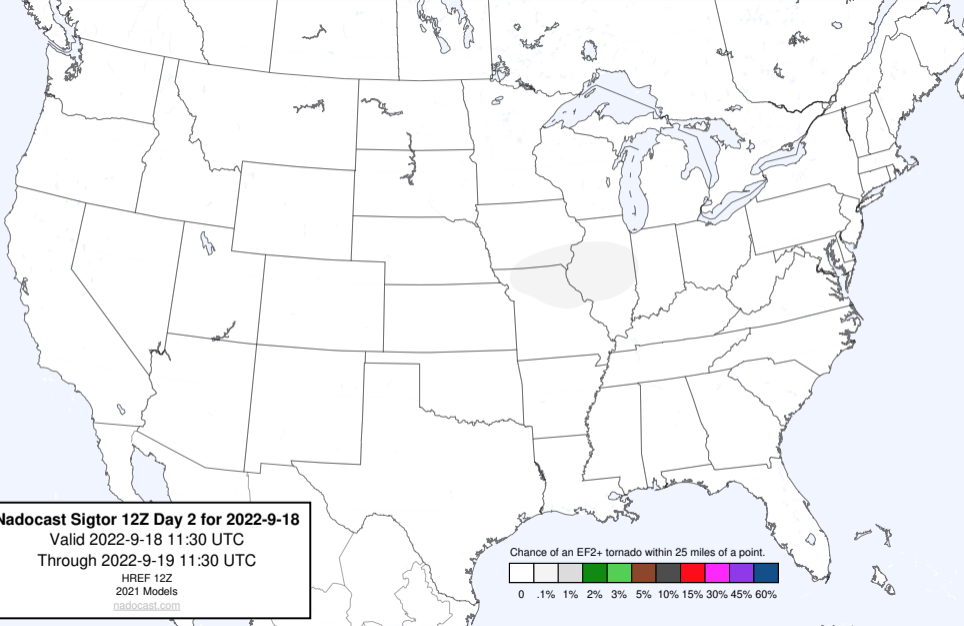 Nadocast Sigtor 12Z Day 2 for 2022-9-18
Valid 2022-9-18 11:30 UTC
Through 2022-9-19 11:30 UTC
HREF 12Z
2021 Models
nadocast.com
Chance of an EF2+ tornado within 25 miles of a point.
0 .1% 1% 2% 3% 5% 10% 15% 30% 45% 60%